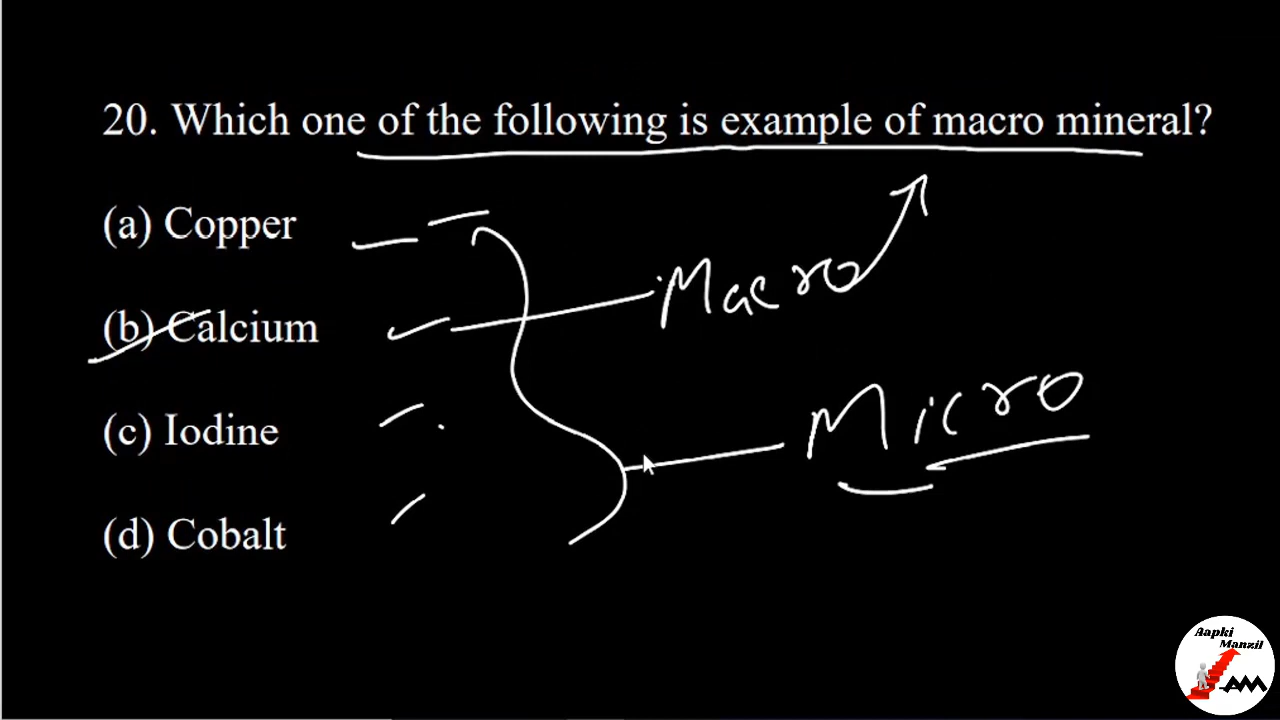 20. Which one of the following is example of macro mineral?
(a) Copper
(b) Calcium
Macro
(c) Iodine
Micro
(d) Cobalt
Aapki
Manzil
AM